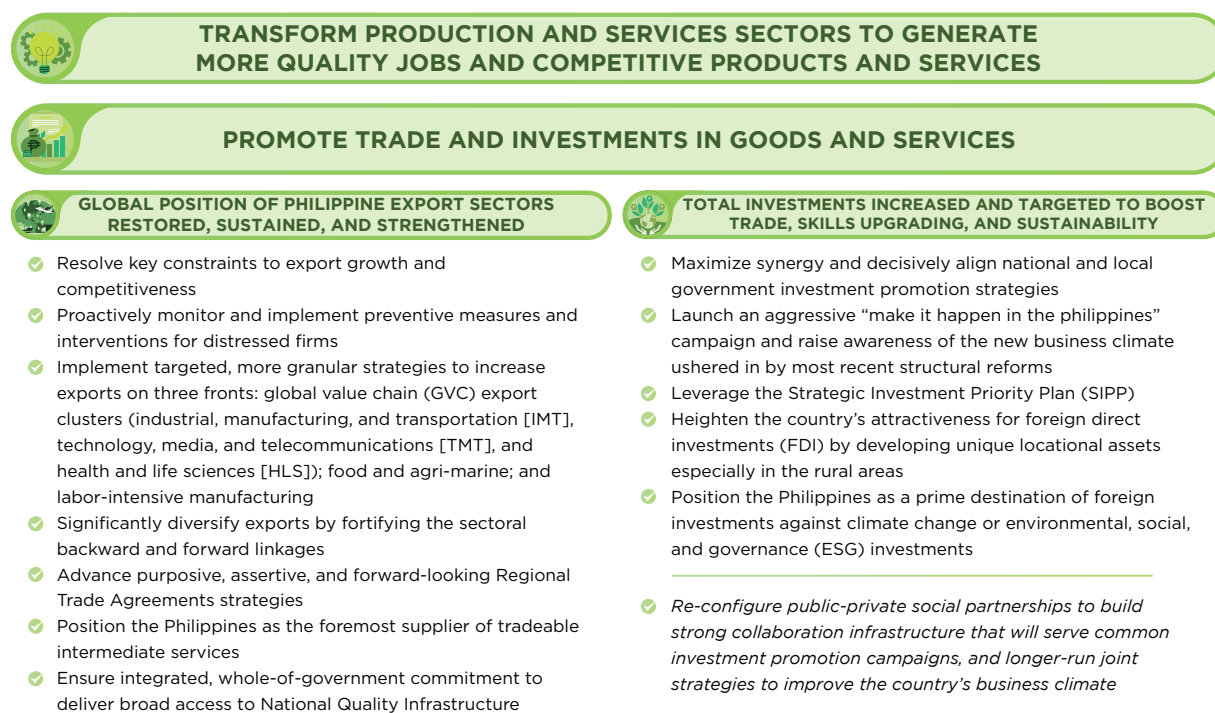 TRANSFORM PRODUCTION AND SERVICES SECTORS TO GENERATE
MORE QUALITY JOBS AND COMPETITIVE PRODUCTS AND SERVICES
PROMOTE TRADE AND INVESTMENTS IN GOODS AND SERVICES
GLOBAL POSITION OF PHILIPPINE EXPORT SECTORS
RESTORED, SUSTAINED, AND STRENGTHENED
Resolve key constraints to export growth and
competitiveness
Proactively monitor and implement preventive measures and
interventions for distressed firms
Implement targeted, more granular strategies to increase
exports on three fronts: global value chain (GVC) export
clusters (industrial, manufacturing, and transportation [IMT],
technology, media, and telecommunications [TMT], and
health and life sciences [HLS]); food and agri-marine; and
labor-intensive manufacturing
Significantly diversify exports by fortifying the sectoral
backward and forward linkages
Advance purposive, assertive, and forward-looking Regional
Trade Agreements strategies
Position the Philippines as the foremost supplier of tradeable
intermediate services
Ensure integrated, whole-of-government commitment to
deliver broad access to National Quality Infrastructure
TOTAL INVESTMENTS INCREASED AND TARGETED TO BOOST
TRADE, SKILLS UPGRADING, AND SUSTAINABILITY
Maximize synergy and decisively align national and local
government investment promotion strategies
Launch an aggressive “make it happen in the philippines”
campaign and raise awareness of the new business climate
ushered in by most recent structural reforms
Leverage the Strategic Investment Priority Plan (SIPP)
Heighten the country’s attractiveness for foreign direct
investments (FDI) by developing unique locational assets
especially in the rural areas
Position the Philippines as a prime destination of foreign
investments against climate change or environmental, social,
and governance (ESG) investments
Re-configure public-private social partnerships to build
strong collaboration infrastructure that will serve common
investment promotion campaigns, and longer-run joint
strategies to improve the country’s business climate